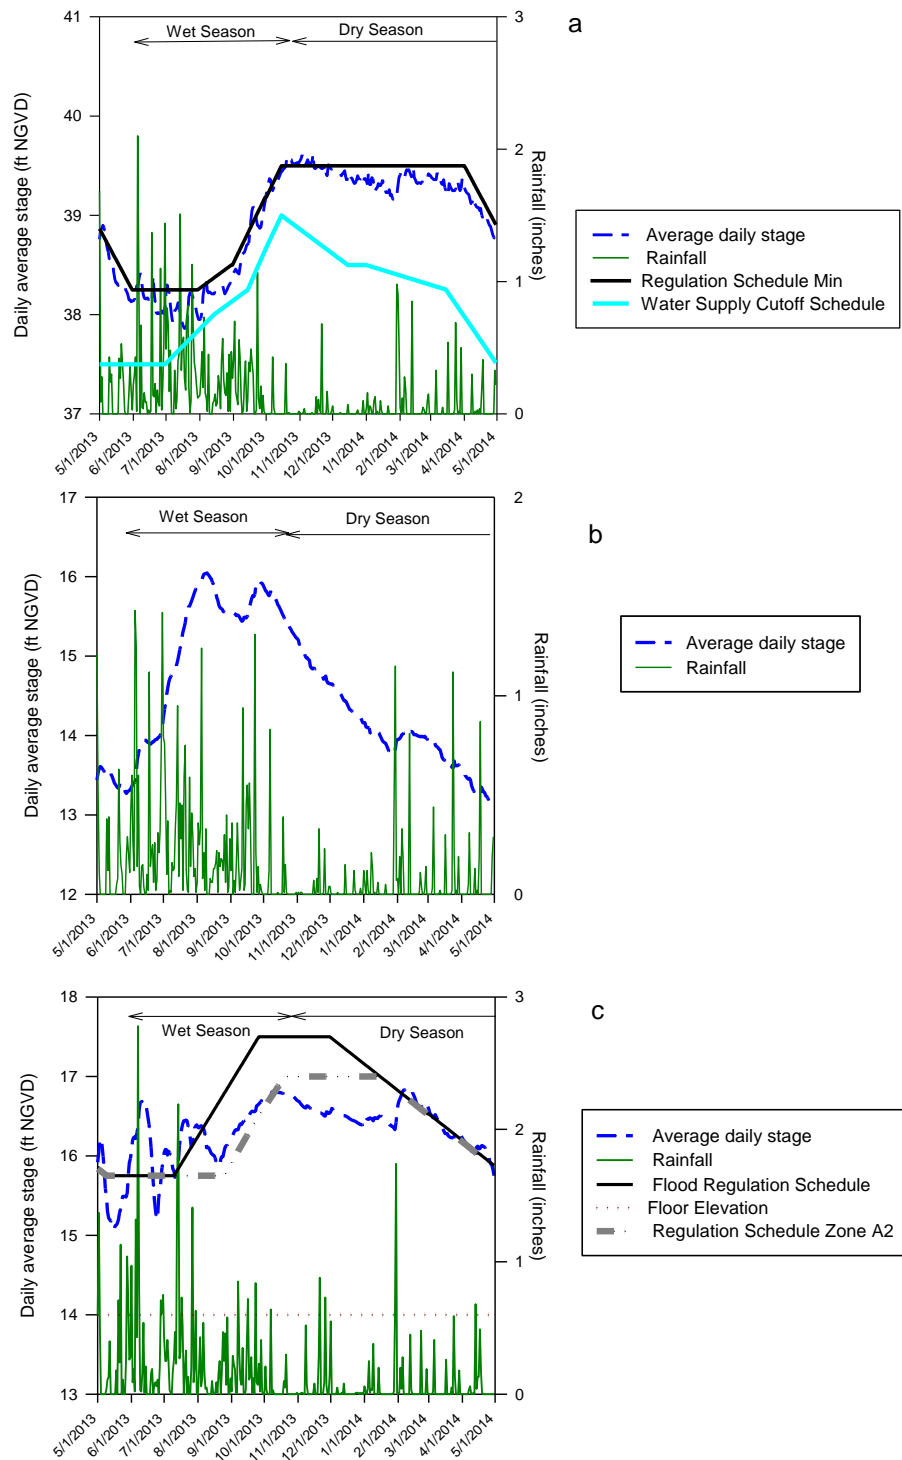 a
Wet Season
Dry Season
Daily average stage (ft NGVD)
41
40
39
38
37
Rainfall (inches)
3
2
1
0
5/1/2013
6/1/2013
7/1/2013
8/1/2013
9/1/2013
10/1/2013
11/1/2013
12/1/2013
1/1/2014
2/1/2014
3/1/2014
4/1/2014
5/1/2014
Average daily stage
Rainfall
Regulation Schedule Min
Water Supply Cutoff Schedule
b
Wet Season
Dry Season
Daily average stage (ft NGVD)
17
16
15
14
13
12
Rainfall (inches)
2
1
0
5/1/2013
6/1/2013
7/1/2013
8/1/2013
9/1/2013
10/1/2013
11/1/2013
12/1/2013
1/1/2014
2/1/2014
3/1/2014
4/1/2014
5/1/2014
Average daily stage
Rainfall
c
Wet Season
Dry Season
Daily average stage (ft NGVD)
18
17
16
15
14
13
Rainfall (inches)
3
2
1
0
5/1/2013
6/1/2013
7/1/2013
8/1/2013
9/1/2013
10/1/2013
11/1/2013
12/1/2013
1/1/2014
2/1/2014
3/1/2014
4/1/2014
5/1/2014
Average daily stage
Rainfall
Flood Regulation Schedule
Floor Elevation
Regulation Schedule Zone A2